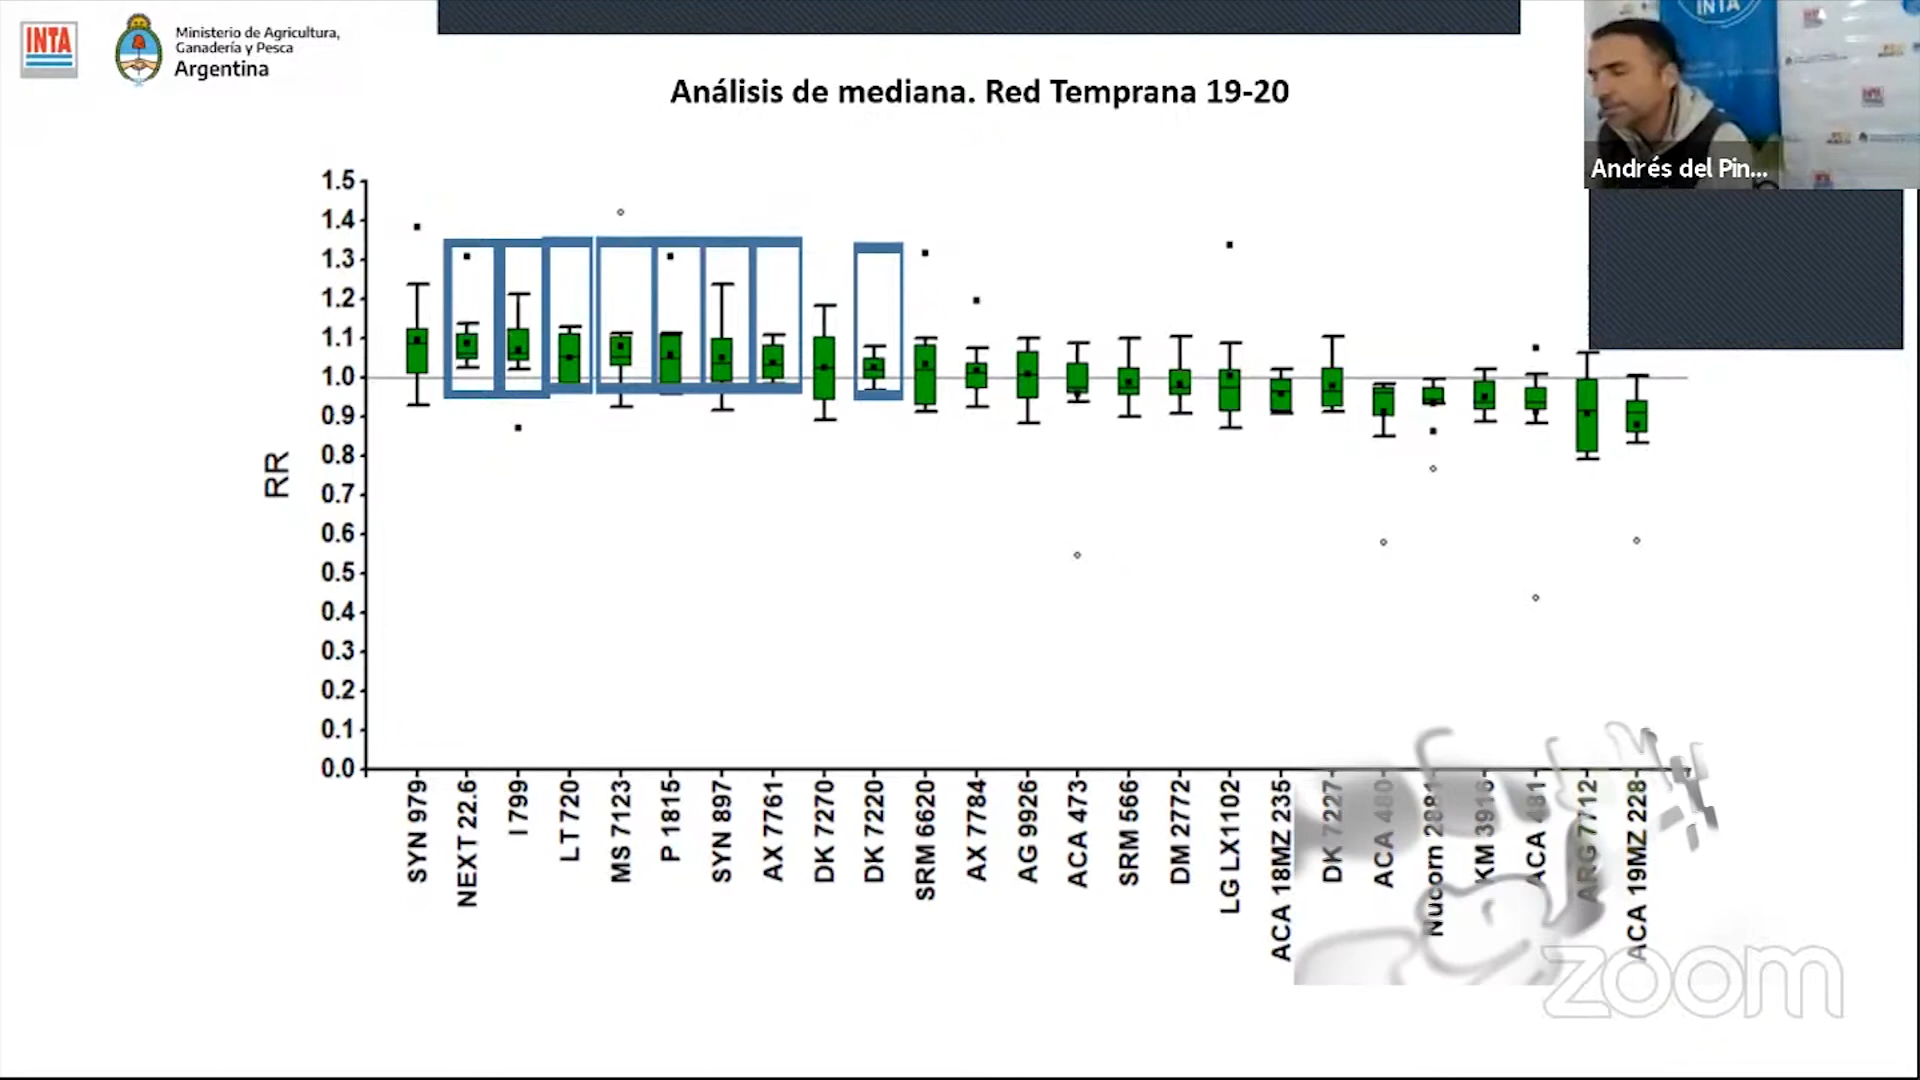 INTA
Ministerio de Agricultura,
Ganadería y Pesca
Argentina
INTA
Análisis de mediana. Red Temprana 19-20
Andrés del Pin...
1.5
1.4
1.3
1.2
1.1
1.0
0.9
0.8
0.7
0.6
0.5
0.4
0.3
0.2
0.1
0.0
RR
SYN 979
NEXT 22.6
I 799
LT 720
MS 7123
P 1815
SYN 897
AX 7761
DK 7270
DK 7220
SRM 6620
AX 7784
AG 9926
ACA 473
SRM 566
DM 2772
LG LX1102
ACA 18MZ 235
DK 7227
ACA 480
Nucorn 2881
KM 3916
ACA 481
ARG 7712
ACA 19MZ 228
zoom